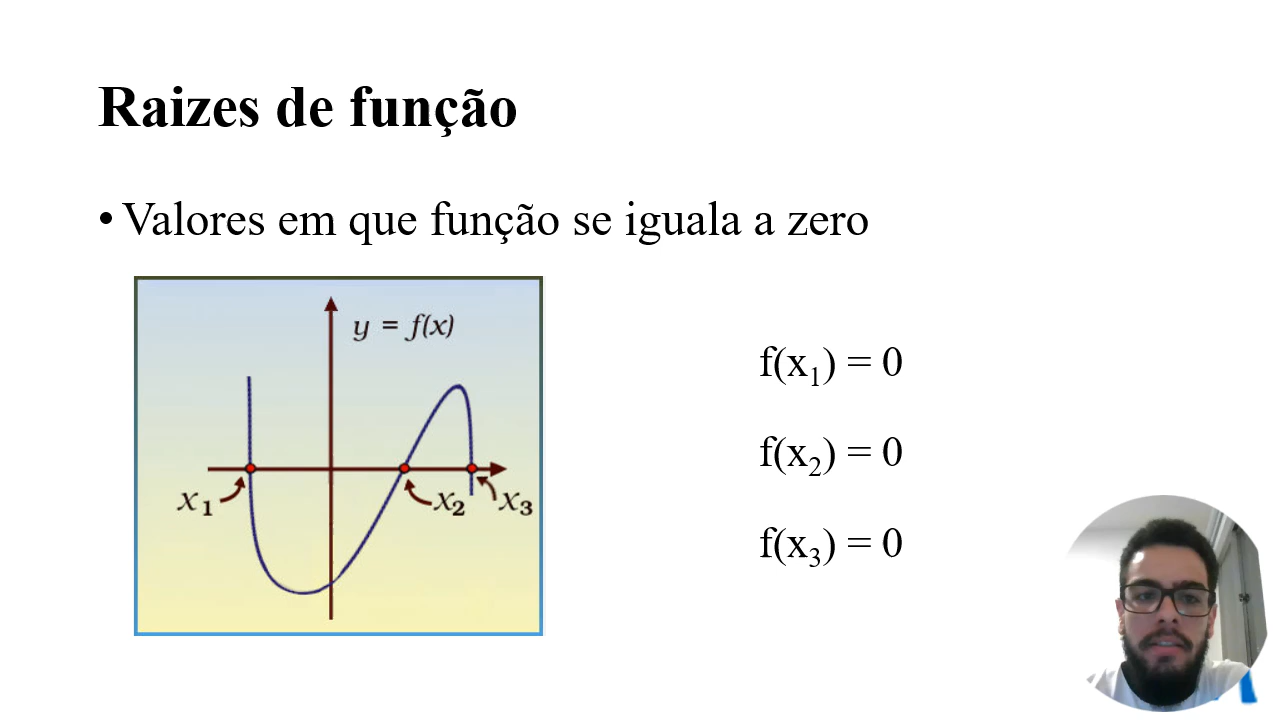 Raizes de função
• Valores em que função se iguala a zero
y = f(x)
x₁
x₂
x₃
f(x₁) = 0
f(x₂) = 0
f(x₃) = 0